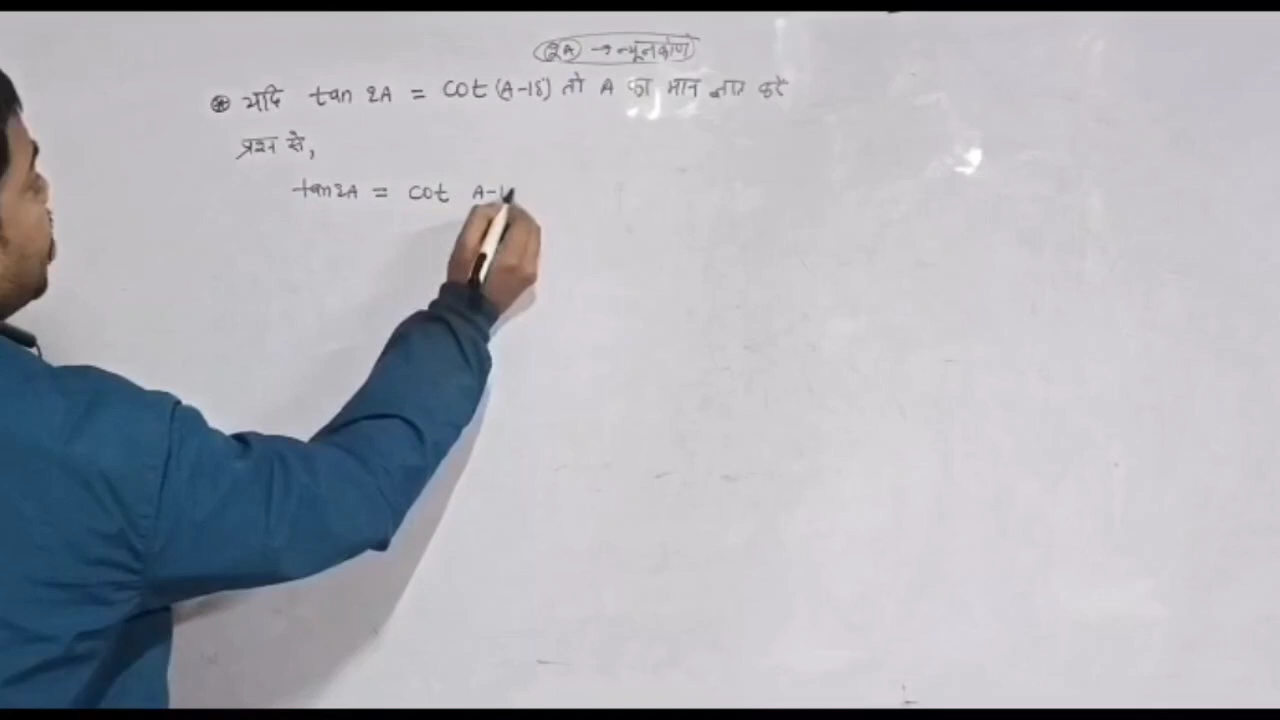 2A → न्यूनकोण
⊛ यदि tan 2A = cot (A-18°) तो A का मान ज्ञात करें
प्रश्न से,
tan2A = cot A-1